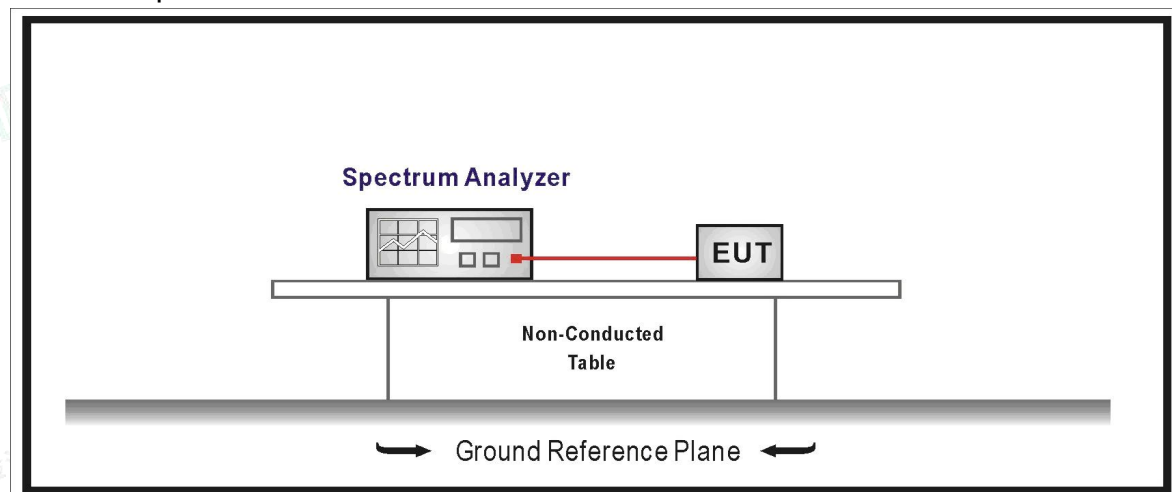 Spectrum Analyzer
EUT
Non-Conducted
Table
Ground Reference Plane